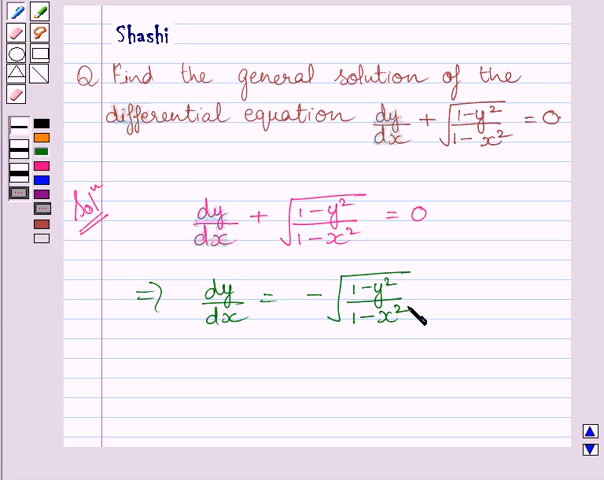 Shashi
Q Find the general solution of the
differential equation dy/dx + √((1-y²)/(1-x²)) = 0
Solⁿ dy/dx + √((1-y²)/(1-x²)) = 0
⇒ dy/dx = -√((1-y²)/(1-x²))